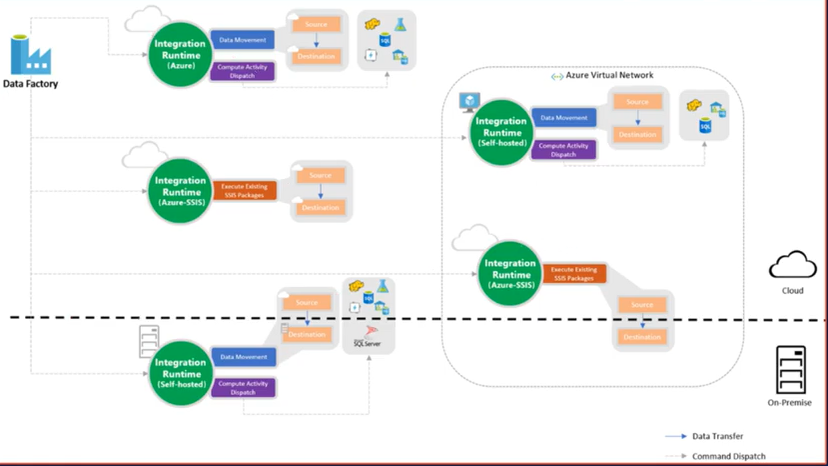 Data Factory
Integration
Runtime
(Azure)
Data Movement
Compute Activity
Dispatch
Source
Destination
SQL
Azure Virtual Network
Integration
Runtime
(Self-hosted)
Data Movement
Compute Activity
Dispatch
Source
Destination
SQL
Integration
Runtime
(Azure-SSIS)
Execute Existing
SSIS Packages
Source
Destination
Integration
Runtime
(Azure-SSIS)
Execute Existing
SSIS Packages
Source
Destination
Cloud
Integration
Runtime
(Self-hosted)
Data Movement
Compute Activity
Dispatch
Source
Destination
SQL
SQL Server
On-Premise
Data Transfer
Command Dispatch